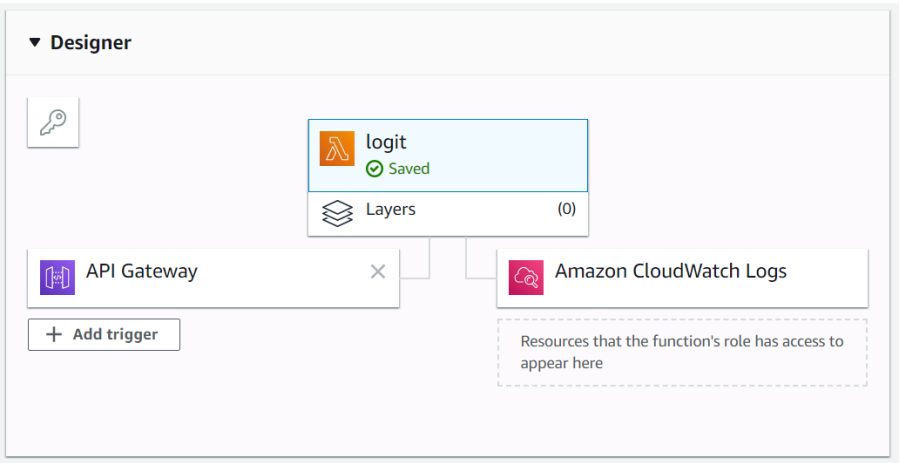 Designer
logit
Saved
Layers (0)
API Gateway
Amazon CloudWatch Logs
+ Add trigger
Resources that the function's role has access to
appear here